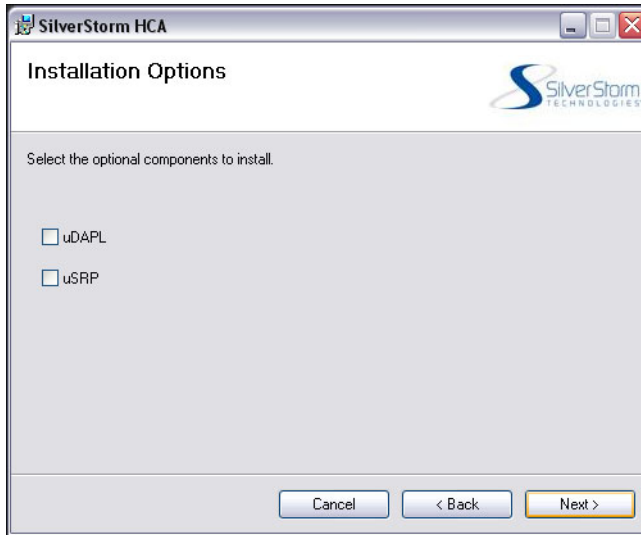 SilverStorm HCA
Installation Options
SilverStorm
TECHNOLOGIES
Select the optional components to install.
uDAPL
uSRP
Cancel
< Back
Next >